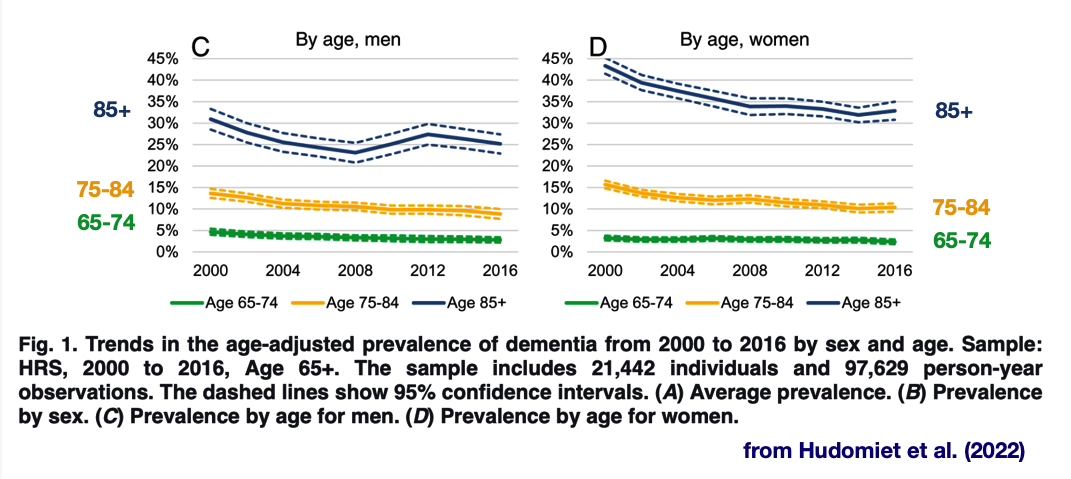 C By age, men
45%
40%
35%
30%
25%
20%
15%
10%
5%
0%
85+
75-84
65-74
2000 2004 2008 2012 2016
Age 65-74 Age 75-84 Age 85+
D By age, women
45%
40%
35%
30%
25%
20%
15%
10%
5%
0%
85+
75-84
65-74
2000 2004 2008 2012 2016
Age 65-74 Age 75-84 Age 85+
Fig. 1. Trends in the age-adjusted prevalence of dementia from 2000 to 2016 by sex and age. Sample:
HRS, 2000 to 2016, Age 65+. The sample includes 21,442 individuals and 97,629 person-year
observations. The dashed lines show 95% confidence intervals. (A) Average prevalence. (B) Prevalence
by sex. (C) Prevalence by age for men. (D) Prevalence by age for women.
from Hudomiet et al. (2022)